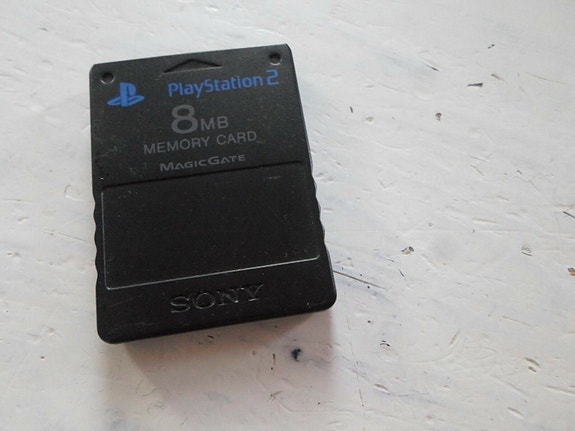 PlayStation 2
8MB
MEMORY CARD
MAGICGATE
SONY